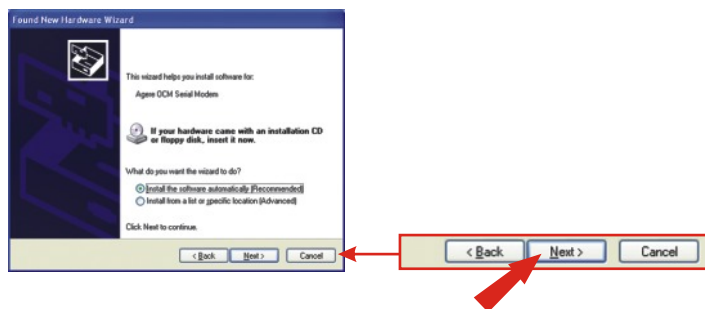 Found New Hardware Wizard
This wizard helps you install software for:
Agere OCM Serial Modem
If your hardware came with an installation CD
or floppy disk, insert it now.
What do you want the wizard to do?
Install the software automatically (Recommended)
Install from a list or specific location (Advanced)
Click Next to continue.
< Back
Next >
Cancel
< Back
Next >
Cancel